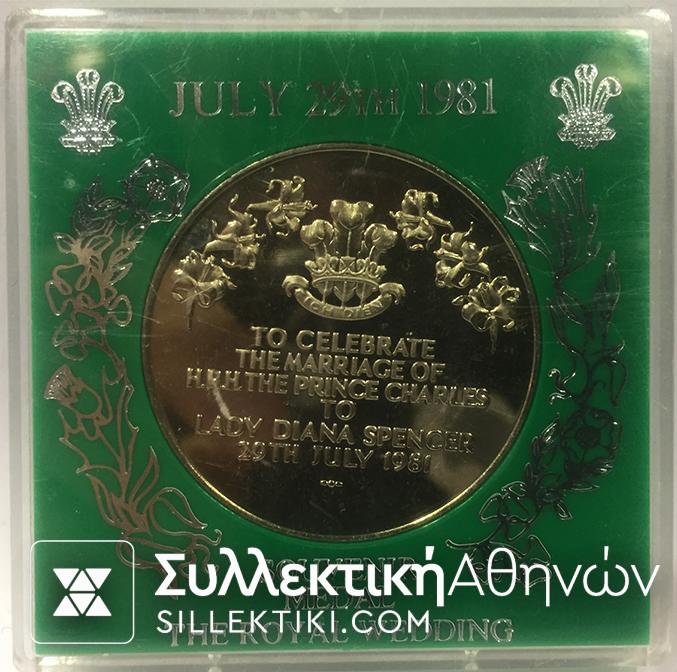 JULY 29TH 1981
ICH DIEN
TO CELEBRATE
THE MARRIAGE OF
H.R.H. THE PRINCE CHARLES
TO
LADY DIANA SPENCER
29TH JULY 1981
SOUVENIR
MEDAL
THE ROYAL WEDDING
ΣυλλεκτικήΑθηνών
SILLEKTIKI.COM